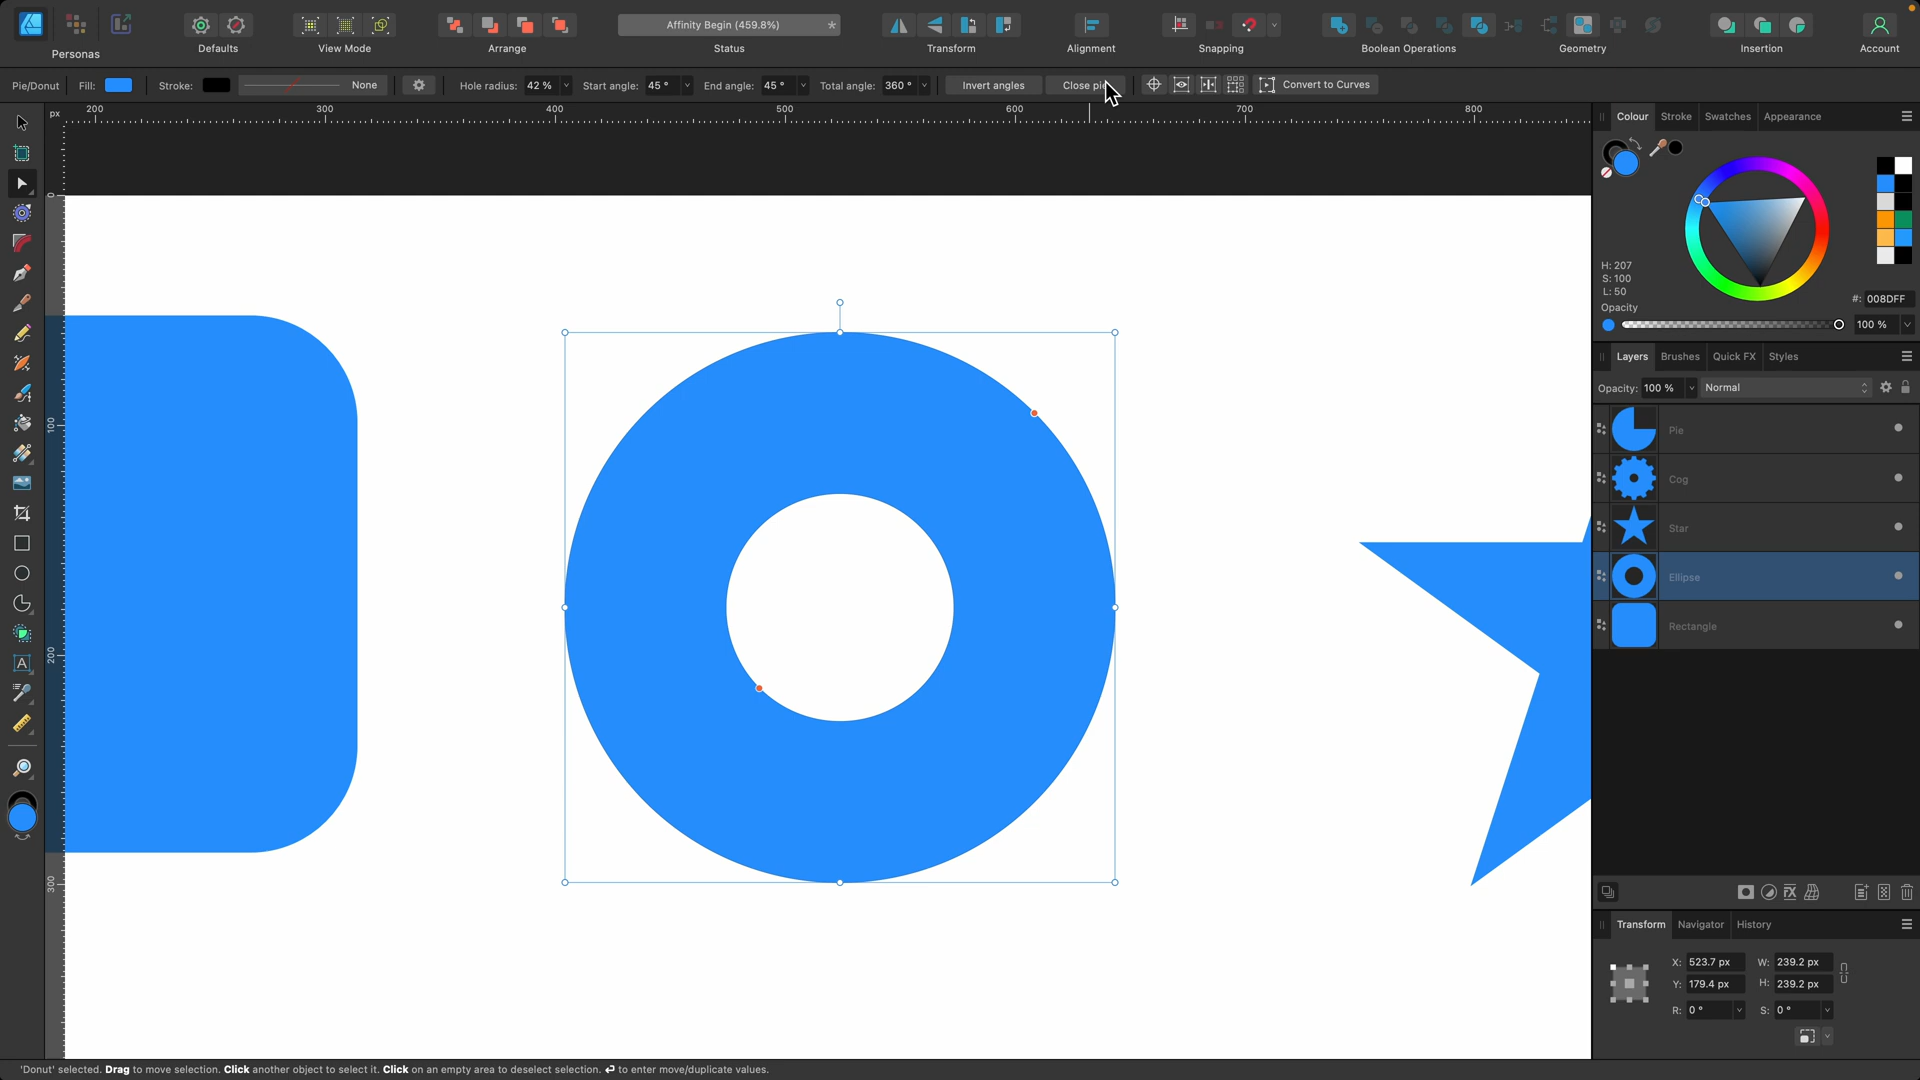 Affinity Begin (459.8%) *
Personas
Defaults
View Mode
Arrange
Status
Transform
Alignment
Snapping
Boolean Operations
Geometry
Insertion
Account
Pie/Donut Fill: Stroke: None Hole radius: 42 % Start angle: 45 ° End angle: 45 ° Total angle: 360 ° Invert angles Close Convert to Curves
px 200 300 400 500 600 700 800
0
100
200
300
Colour Stroke Swatches Appearance
H: 207
S: 100
L: 50
#: 008DFF
Opacity
100 %
Layers Brushes Quick FX Styles
Opacity: 100 % Normal
Pie
Cog
Star
Ellipse
Rectangle
Transform Navigator History
X: 523.7 px W: 239.2 px
Y: 179.4 px H: 239.2 px
R: 0 ° S: 0 °
'Donut' selected. Drag to move selection. Click another object to select it. Click on an empty area to deselect selection. ⏎ to enter move/duplicate values.